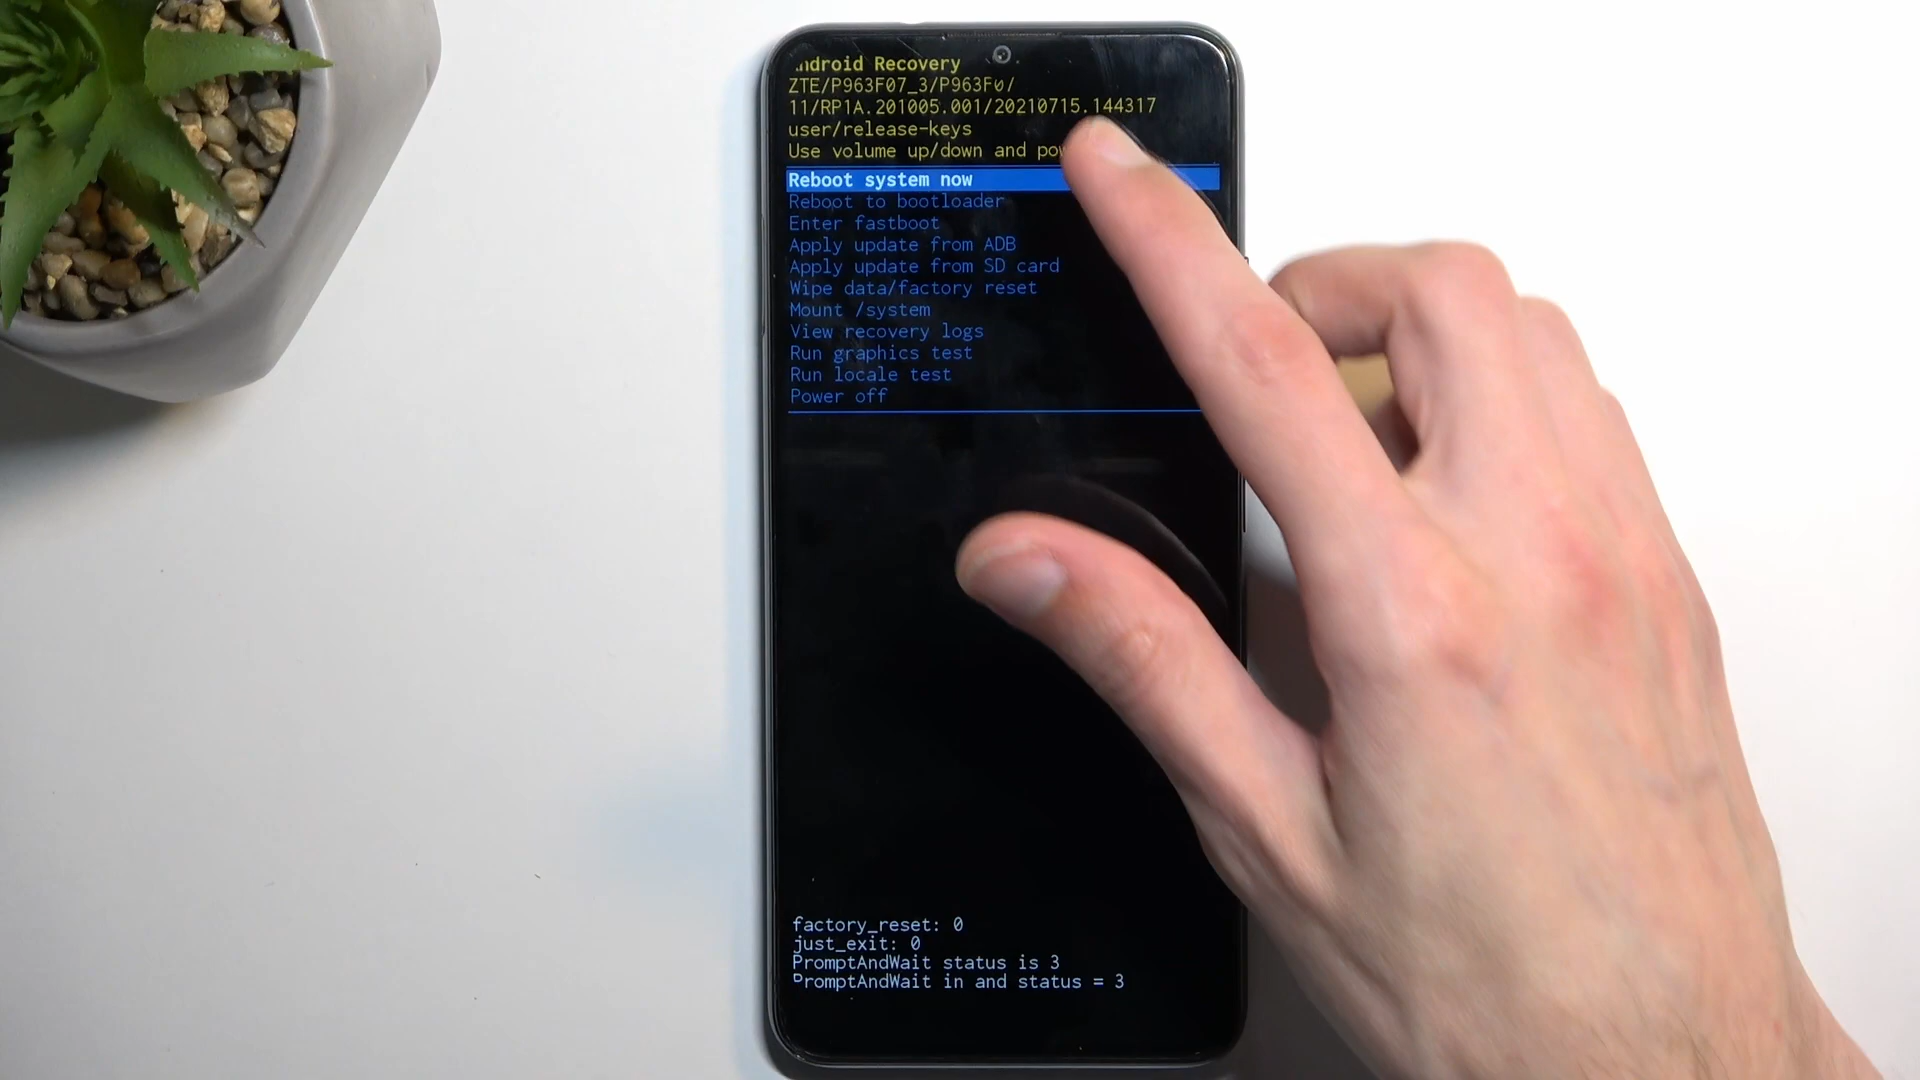 ndroid Recovery
ZTE/P963F07_3/P963F0/
11/RP1A.201005.001/20210715.144317
user/release-keys
Use volume up/down and
Reboot system now
Reboot to bootloader
Enter fastboot
Apply update from ADB
Apply update from SD card
Wipe data/factory reset
Mount /system
View recovery logs
Run graphics test
Run locale test
Power off
factory_reset: 0
just_exit: 0
PromptAndWait status is 3
PromptAndWait in and status = 3